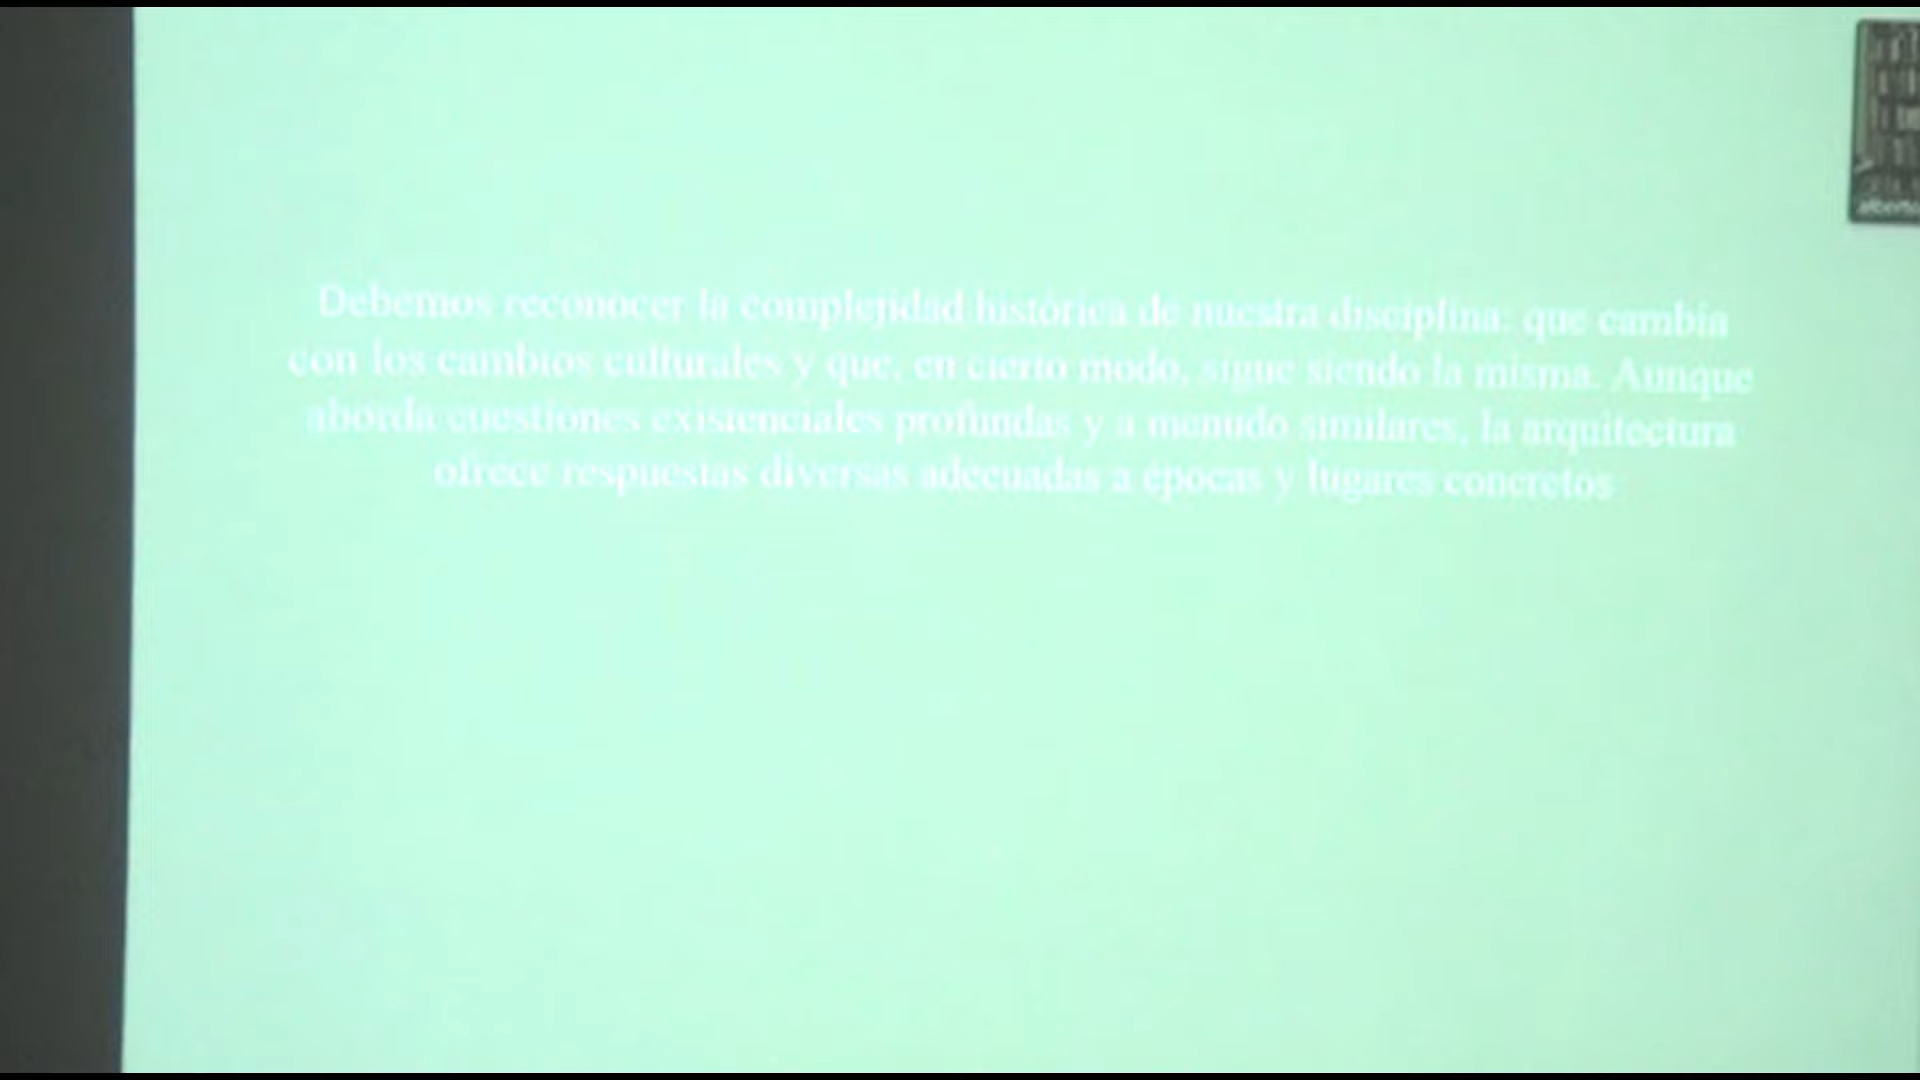 Debemos reconocer la complejidad histórica de nuestra disciplina: que cambia
con los cambios culturales y que, en cierto modo, sigue siendo la misma. Aunque
aborda cuestiones existenciales profundas y a menudo similares, la arquitectura
ofrece respuestas diversas adecuadas a épocas y lugares concretos
alberto